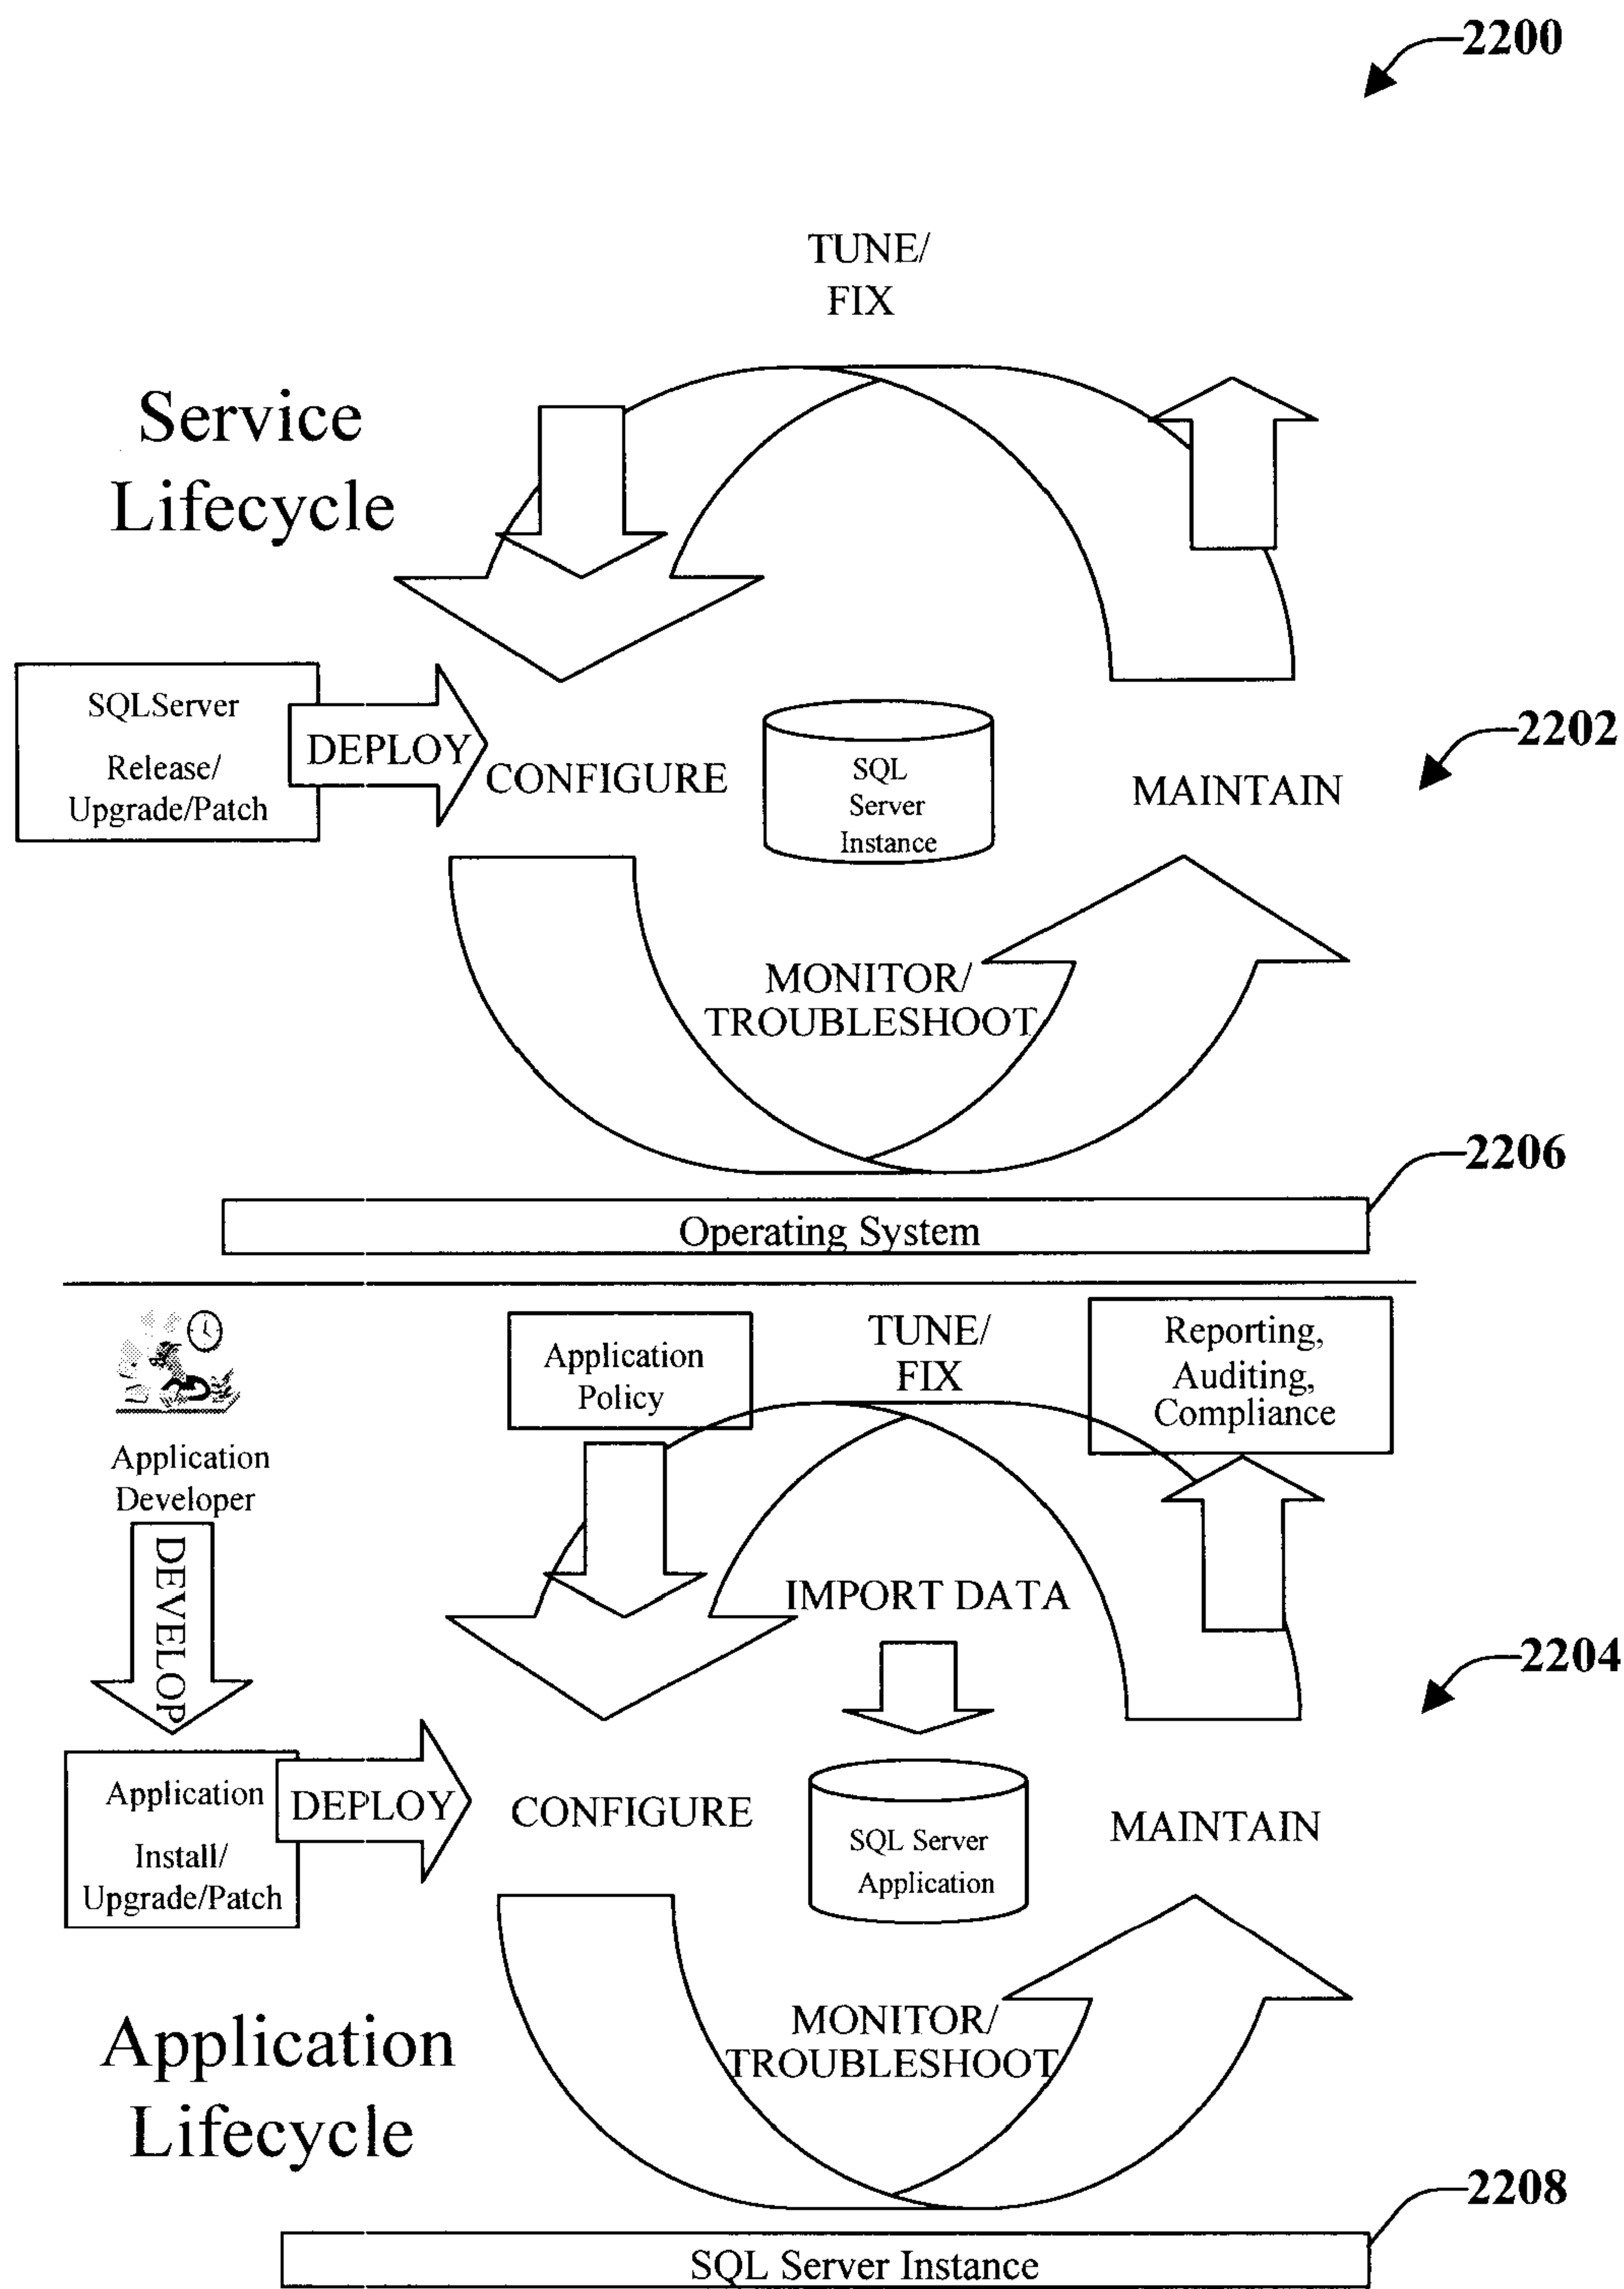 2200
TUNE/
FIX
Service
Lifecycle
SQLServer
Release/
Upgrade/Patch
DEPLOY
CONFIGURE
SQL
Server
Instance
MAINTAIN
2202
MONITOR/
TROUBLESHOOT
2206
Operating System
Application
Developer
DEVELOP
Application
Policy
TUNE/
FIX
Reporting,
Auditing,
Compliance
IMPORT DATA
2204
Application
Install/
Upgrade/Patch
DEPLOY
CONFIGURE
SQL Server
Application
MAINTAIN
MONITOR/
TROUBLESHOOT
Application
Lifecycle
2208
SQL Server Instance